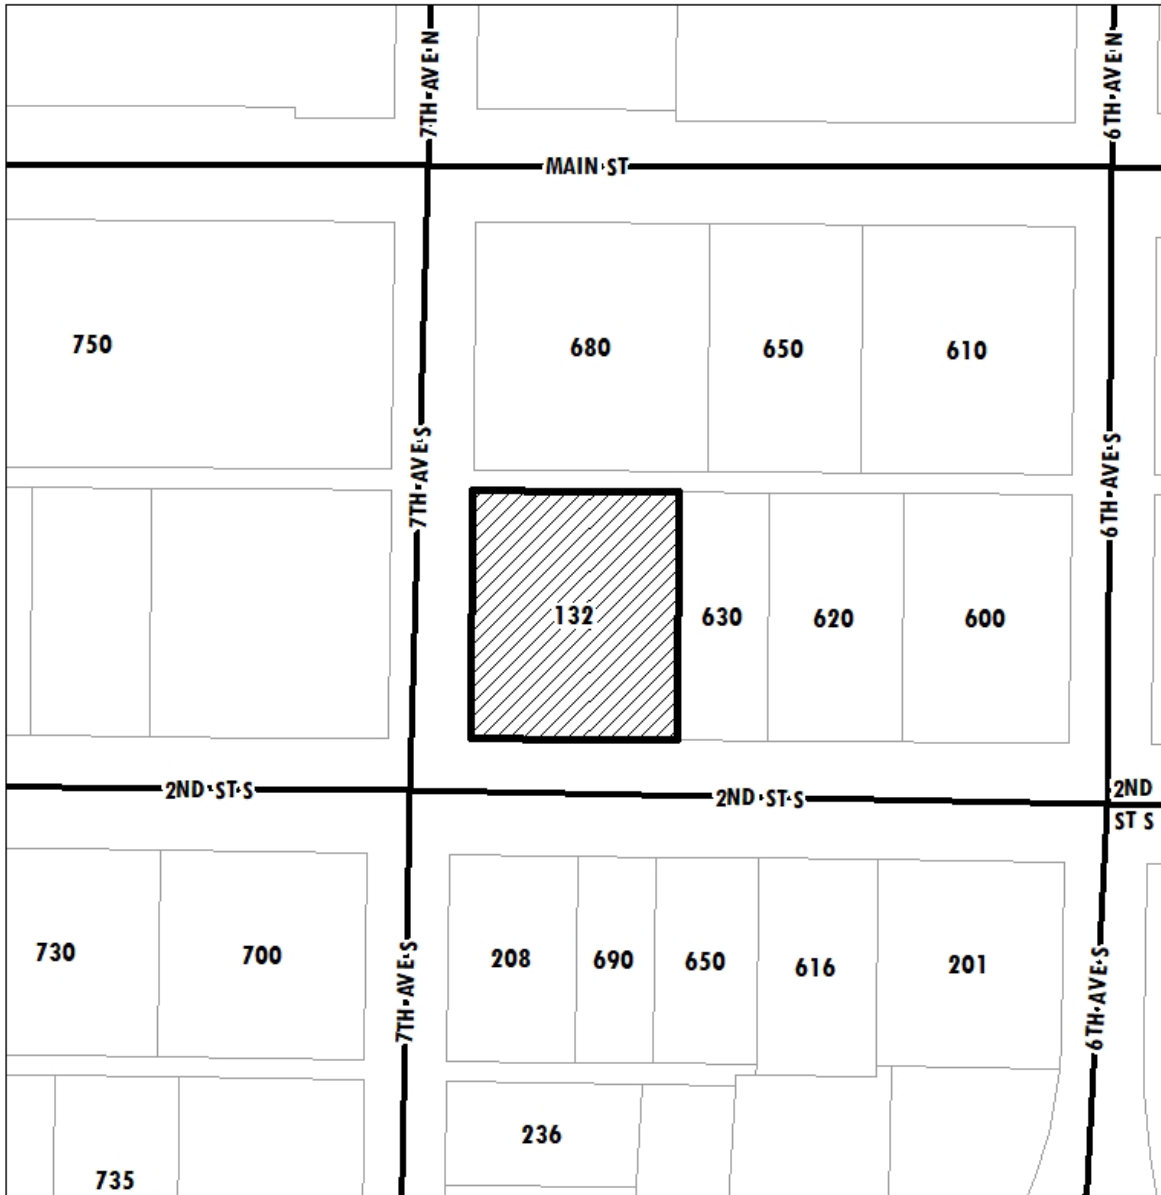 7TH AVE N
6TH AVE N
MAIN ST
750
680
650
610
7TH AVE S
6TH AVE S
132
630
620
600
2ND ST S
2ND ST S
2ND
ST S
730
700
208
690
650
616
201
7TH AVE S
6TH AVE S
236
735